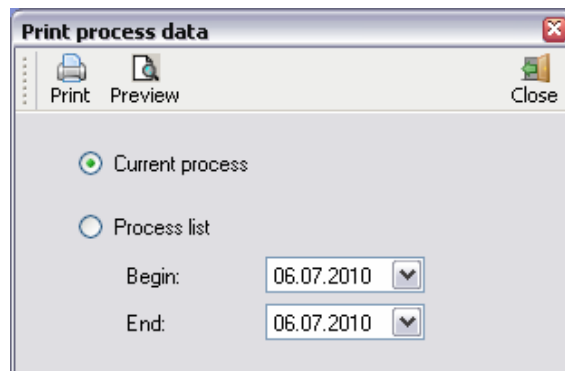 Print process data
Print Preview Close
Current process
Process list
Begin: 06.07.2010
End: 06.07.2010